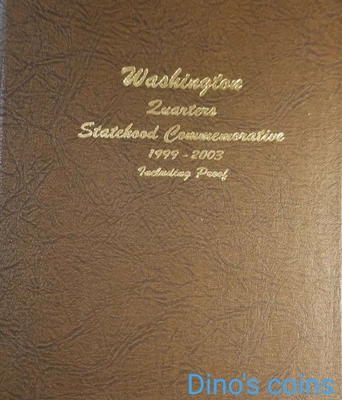 Washington
Quarters
Statehood Commemorative
1999 - 2003
Including Proof
Dino's coins